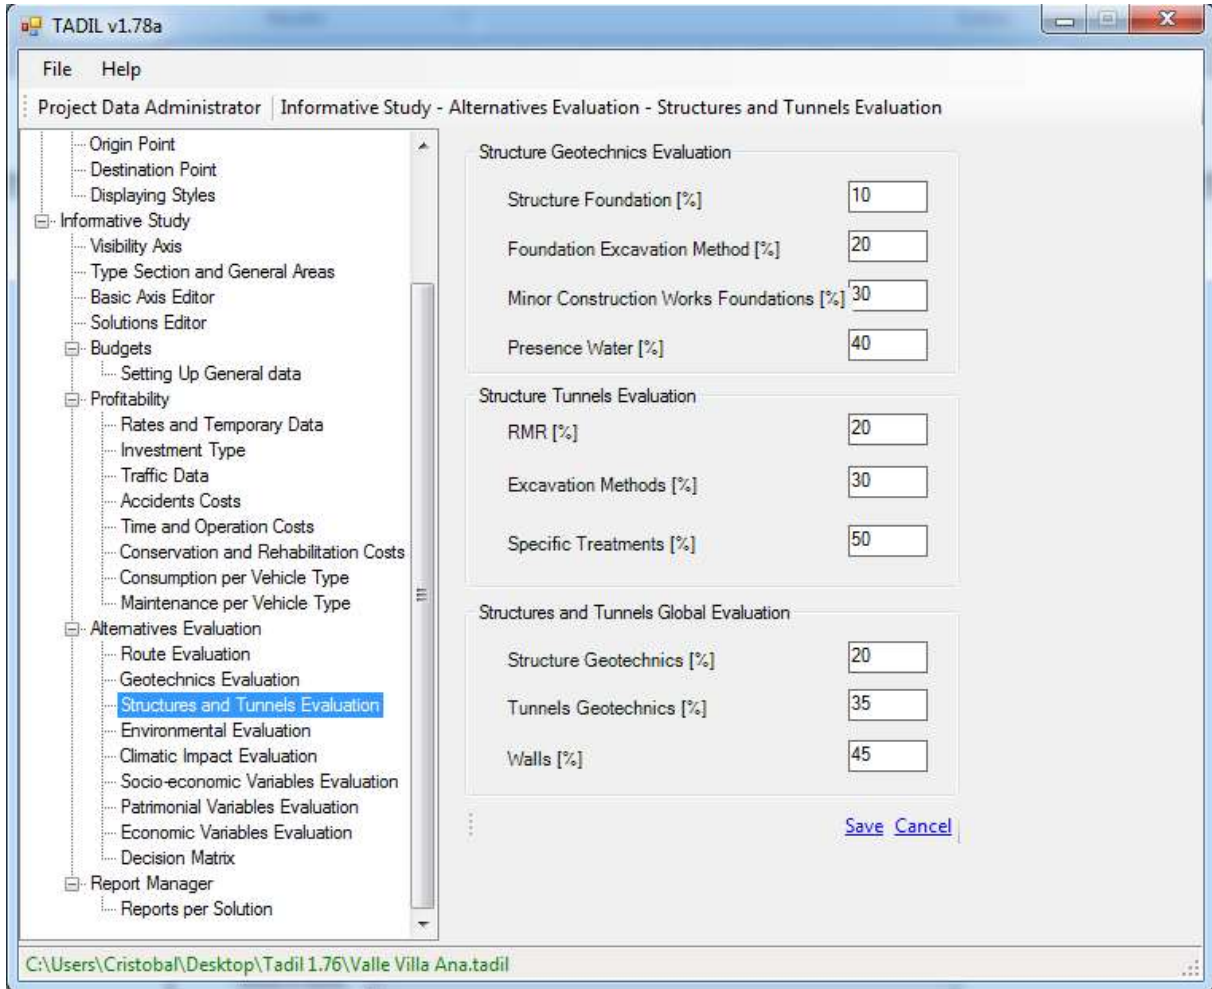 TADIL v1.78a
File Help
Project Data Administrator Informative Study - Alternatives Evaluation - Structures and Tunnels Evaluation
Origin Point
Destination Point
Displaying Styles
Informative Study
Visibility Axis
Type Section and General Areas
Basic Axis Editor
Solutions Editor
Budgets
Setting Up General data
Profitability
Rates and Temporary Data
Investment Type
Traffic Data
Accidents Costs
Time and Operation Costs
Conservation and Rehabilitation Costs
Consumption per Vehicle Type
Maintenance per Vehicle Type
Alternatives Evaluation
Route Evaluation
Geotechnics Evaluation
Structures and Tunnels Evaluation
Environmental Evaluation
Climatic Impact Evaluation
Socio-economic Variables Evaluation
Patrimonial Variables Evaluation
Economic Variables Evaluation
Decision Matrix
Report Manager
Reports per Solution
Structure Geotechnics Evaluation
Structure Foundation [%] 10
Foundation Excavation Method [%] 20
Minor Construction Works Foundations [%] 30
Presence Water [%] 40
Structure Tunnels Evaluation
RMR [%] 20
Excavation Methods [%] 30
Specific Treatments [%] 50
Structures and Tunnels Global Evaluation
Structure Geotechnics [%] 20
Tunnels Geotechnics [%] 35
Walls [%] 45
Save Cancel
C:\Users\Cristobal\Desktop\Tadil 1.76\Valle Villa Ana.tadil